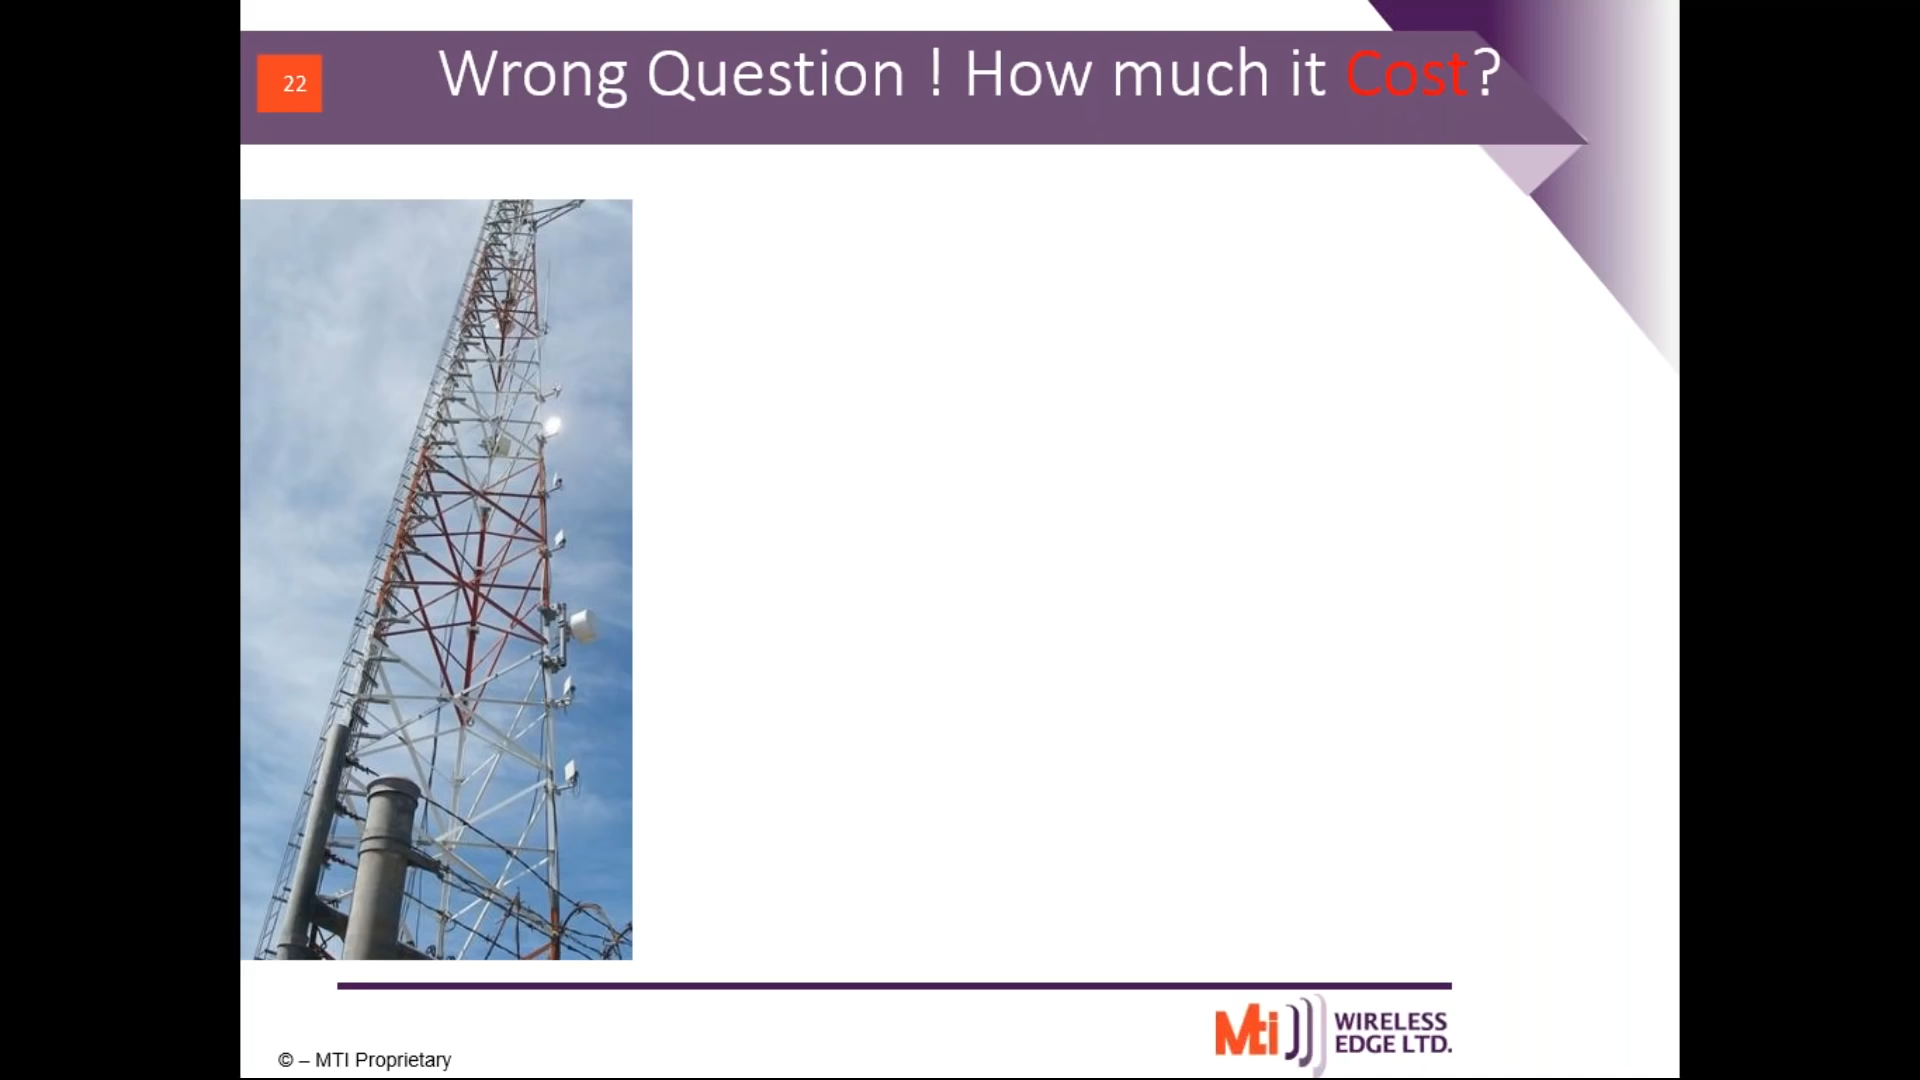 22
Wrong Question ! How much it Cost?
Mti
WIRELESS
EDGE LTD.
© – MTI Proprietary